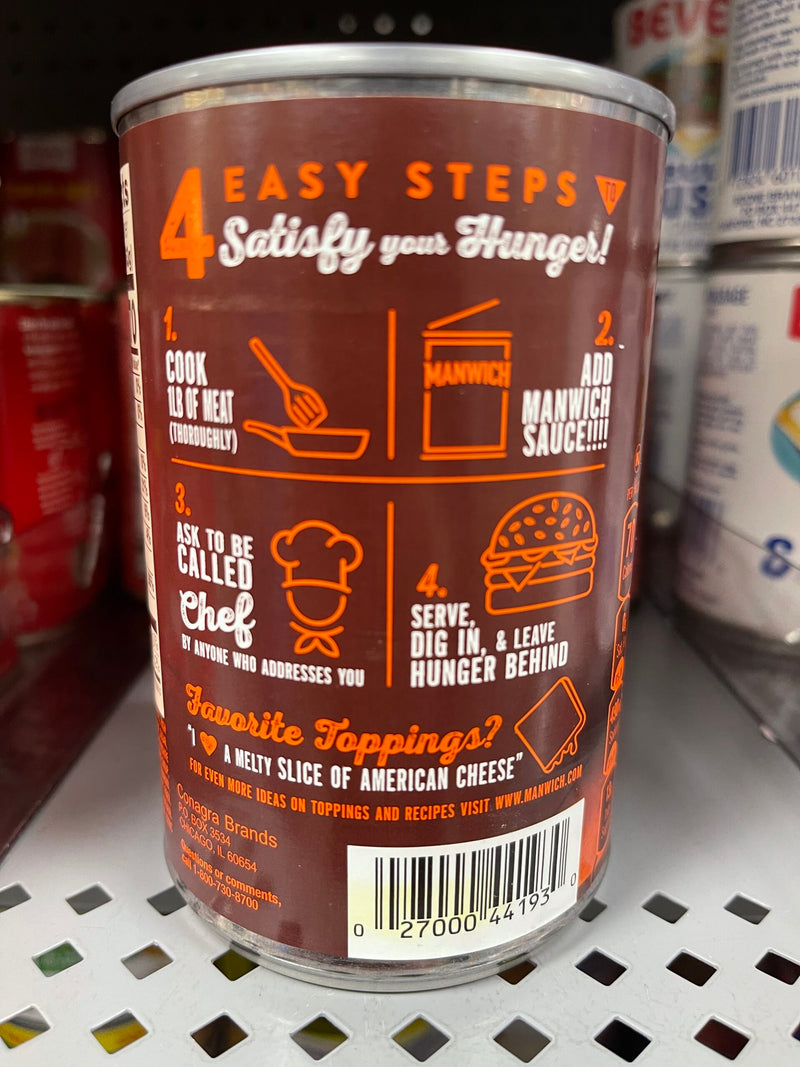 4 EASY STEPS TO
Satisfy your Hunger!
1.
COOK
1LB OF MEAT
(THOROUGHLY)
MANWICH
2.
ADD
MANWICH
SAUCE!!!!
3.
ASK TO BE
CALLED
Chef
BY ANYONE WHO ADDRESSES YOU
4.
SERVE,
DIG IN, & LEAVE
HUNGER BEHIND
Favorite Toppings?
"I ♥ A MELTY SLICE OF AMERICAN CHEESE"
FOR EVEN MORE IDEAS ON TOPPINGS AND RECIPES VISIT WWW.MANWICH.COM
Conagra Brands
P.O. BOX 3534
CHICAGO, IL 60654
Questions or comments,
call 1-800-730-8700
0 27000 44193 0
BEVE